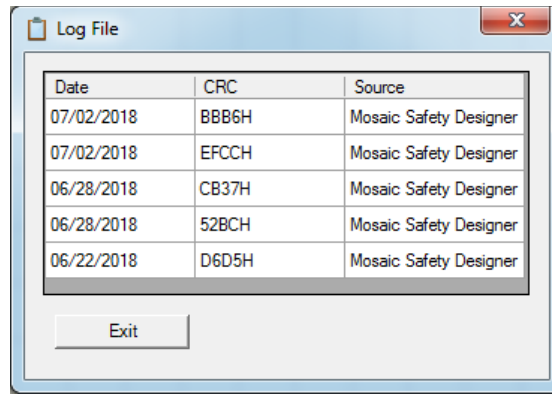 Log File
Date CRC Source
07/02/2018 BBB6H Mosaic Safety Designer
07/02/2018 EFCCH Mosaic Safety Designer
06/28/2018 CB37H Mosaic Safety Designer
06/28/2018 52BCH Mosaic Safety Designer
06/22/2018 D6D5H Mosaic Safety Designer
Exit